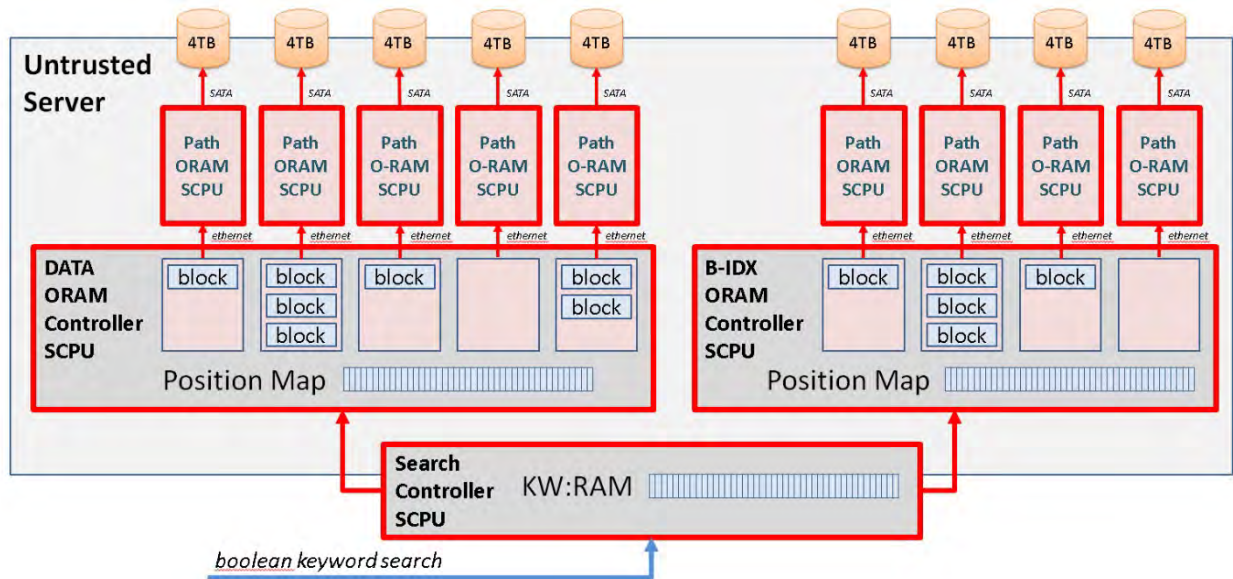 4TB 4TB 4TB 4TB 4TB 4TB 4TB 4TB 4TB
Untrusted
Server
SATA SATA SATA SATA SATA SATA SATA SATA SATA
Path
ORAM
SCPU
Path
ORAM
SCPU
Path
O-RAM
SCPU
Path
O-RAM
SCPU
Path
O-RAM
SCPU
Path
ORAM
SCPU
Path
ORAM
SCPU
Path
O-RAM
SCPU
Path
O-RAM
SCPU
ethernet ethernet ethernet ethernet ethernet ethernet ethernet ethernet ethernet
DATA
ORAM
Controller
SCPU
block
block
block
block
block
block
block
Position Map
B-IDX
ORAM
Controller
SCPU
block
block
block
block
block
Position Map
Search
Controller
SCPU
KW:RAM
boolean keyword search